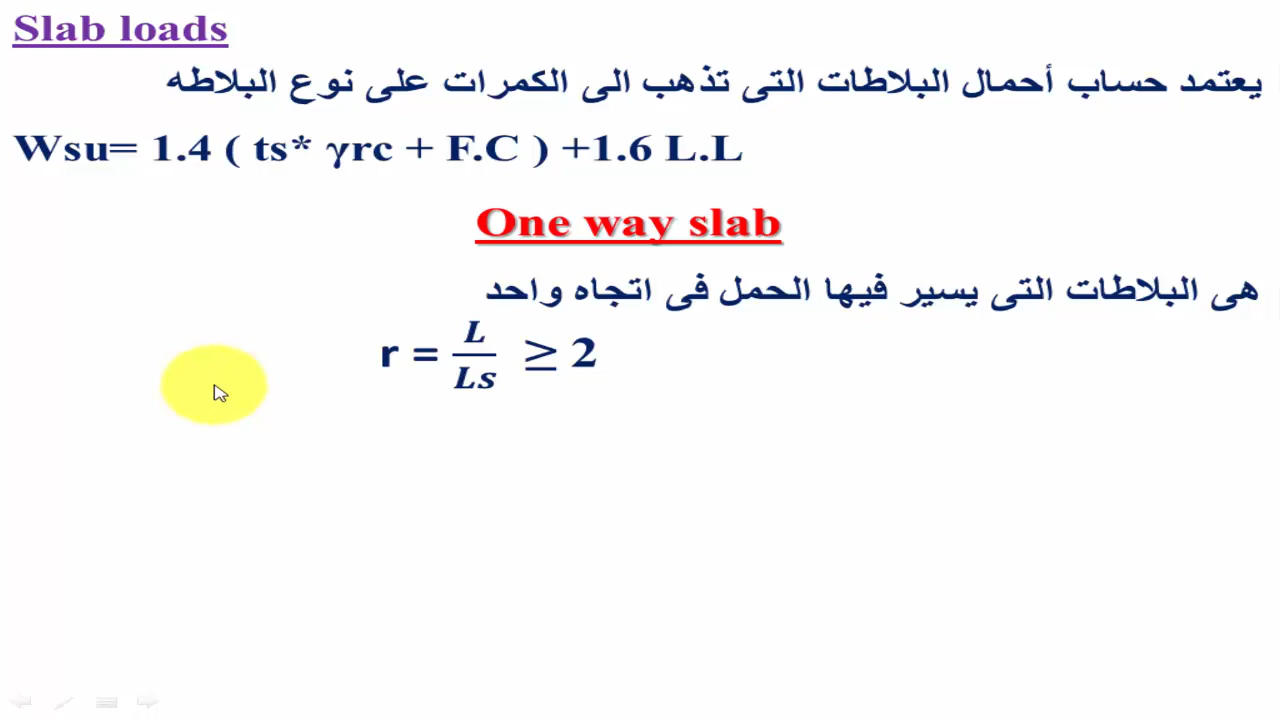 Slab loads
يعتمد حساب أحمال البلاطات التى تذهب الى الكمرات على نوع البلاطه
Wsu= 1.4 ( ts* γrc + F.C ) +1.6 L.L
One way slab
هى البلاطات التى يسير فيها الحمل فى اتجاه واحد
r = L/Ls ≥ 2